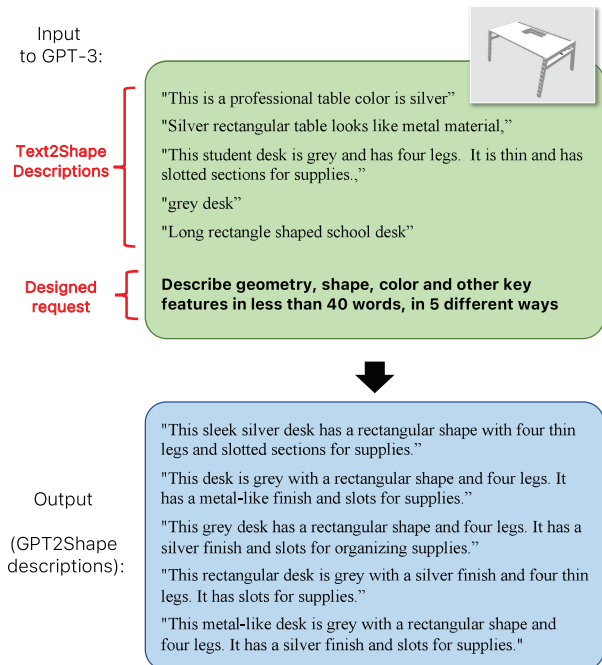 Input
to GPT-3:
"This is a professional table color is silver”
"Silver rectangular table looks like metal material,”
"This student desk is grey and has four legs.  It is thin and has
slotted sections for supplies.,”
"grey desk”
"Long rectangle shaped school desk”
Text2Shape
Descriptions
Designed
request
Describe geometry, shape, color and other key
features in less than 40 words, in 5 different ways
Output
(GPT2Shape
descriptions):
"This sleek silver desk has a rectangular shape with four thin
legs and slotted sections for supplies.”
"This desk is grey with a rectangular shape and four legs. It
has a metal-like finish and slots for supplies.”
"This grey desk has a rectangular shape and four legs. It has a
silver finish and slots for organizing supplies.”
"This rectangular desk is grey with a silver finish and four thin
legs. It has slots for supplies.”
"This metal-like desk is grey with a rectangular shape and
four legs. It has a silver finish and slots for supplies."